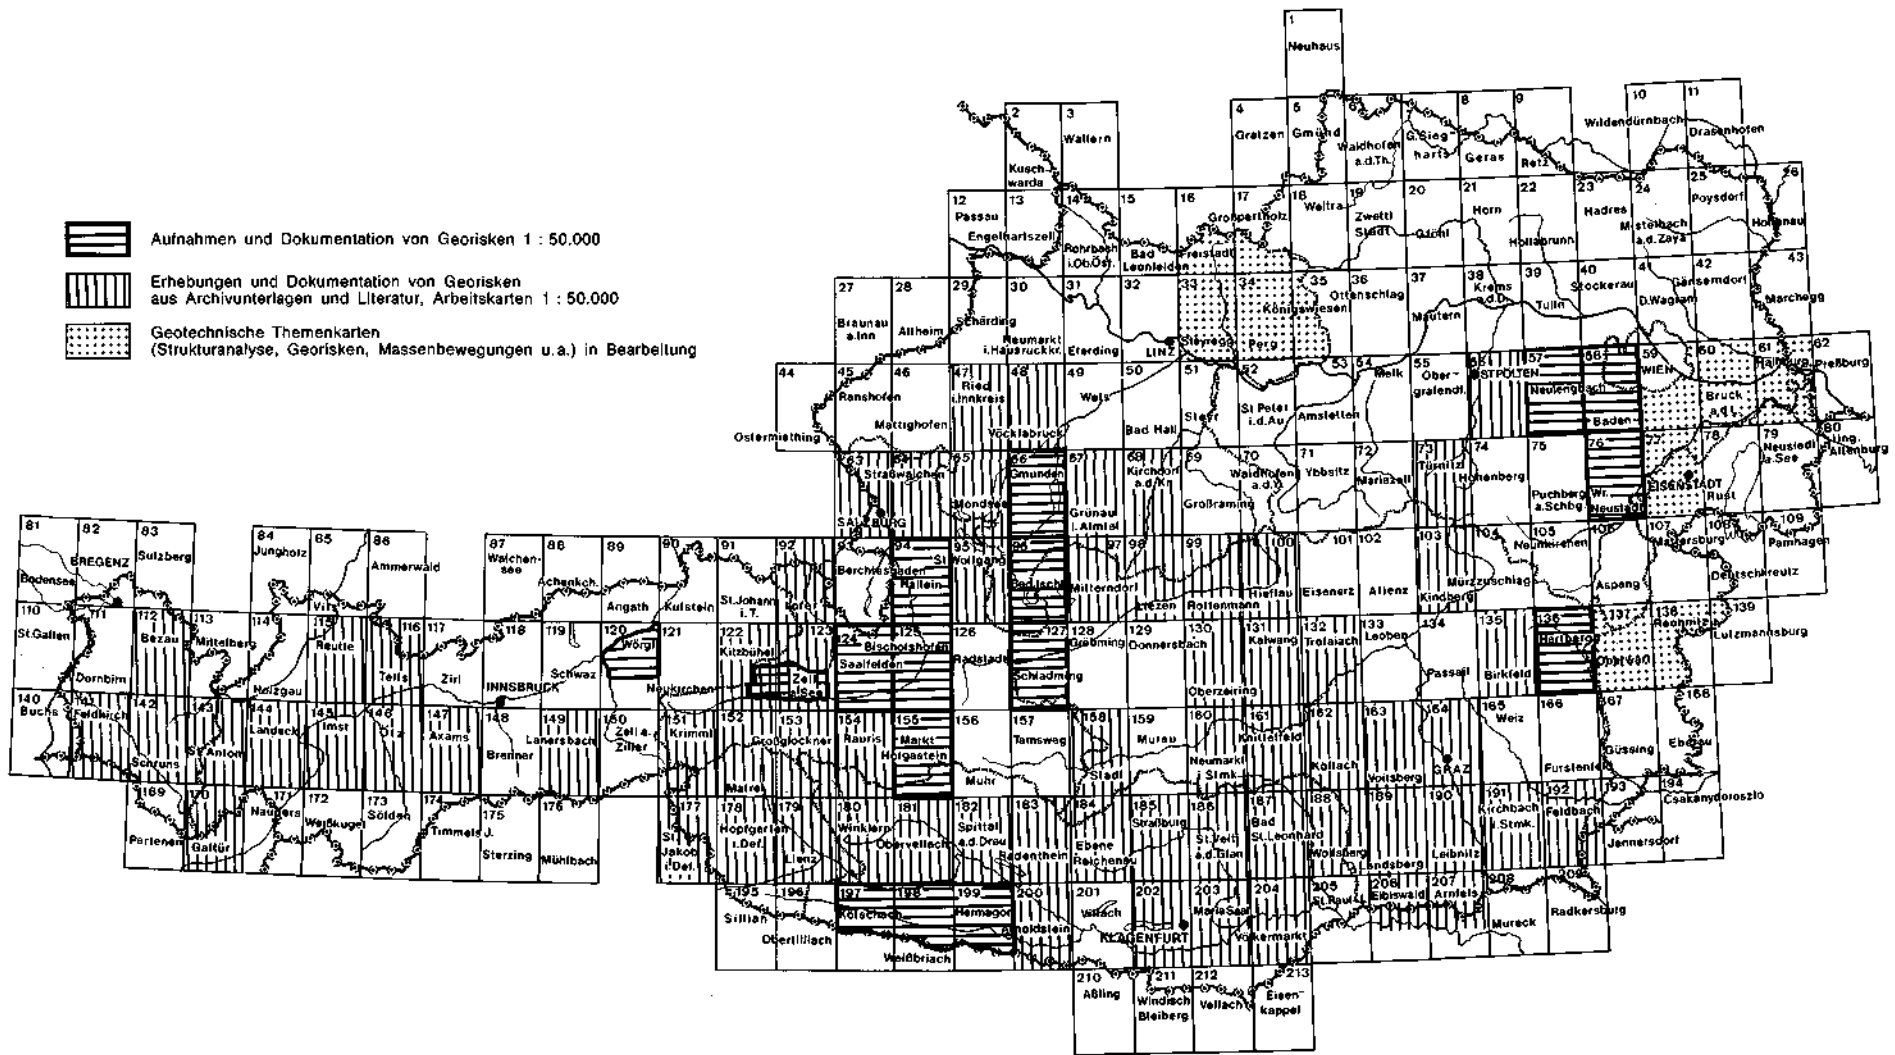 Aufnahmen und Dokumentation von Georisken 1 : 50.000
Erhebungen und Dokumentation von Georisken
aus Archivunterlagen und Literatur, Arbeitskarten 1 : 50.000
Geotechnische Themenkarten
(Strukturanalyse, Georisken, Massenbewegungen u.a.) in Bearbeitung
1
Neuhaus
2
Kusch-
warda
3
Wallern
4
Gratzen
5
Gmünd
6
Waidhofen
a.d.Th.
7
G.Sieg-
harts
8
Geras
9
Retz
10
Wildendürnbach
11
Drasenhofen
12
Passau
13
Engelhartszell
14
Rohrbach
i.Ob.Öst.
15
Bad
Leonfelden
16
Freistadt
17
Großpertholz
18
Weitra
19
Zwettl
Stadt
20
Gföhl
21
Horn
22
Hollabrunn
23
Hadres
24
Mistelbach
a.d.Zaya
25
Poysdorf
26
Hohenau
27
Braunau
a.Inn
28
Altheim
29
Schärding
30
Neumarkt
i.Hausruckkr.
31
Eferding
32
LINZ
33
Steyregg
34
Perg
35
Königswiesen
36
Ottenschlag
37
Mautern
38
Krems
a.d.D.
39
Tulln
40
Stockerau
41
D.Wagram
42
Gänserndorf
43
Marchegg
44
Ostermiething
45
Ranshofen
46
Mattighofen
47
Ried
i.Innkreis
48
Vöcklabruck
49
Wels
50
Bad Hall
51
Steyr
52
St Peter
i.d.Au
53
Amstetten
54
Melk
55
Ober-
grafendf.
56
ST.PÖLTEN
57
Neulengbach
58
Baden
59
WIEN
60
Bruck
a.d.L.
61
Hainburg
62
Preßburg
63
SALZBURG
64
Straßwalchen
65
Mondsee
66
Gmunden
67
Grünau
i.Almtal
68
Kirchdorf
a.d.Kr.
69
Großraming
70
Waidhofen
a.d.Y.
71
Ybbsitz
72
Mariazell
73
Türnitz
74
Hohenberg
75
Puchberg
a.Schbg.
76
Wr.
Neustadt
77
EISENSTADT
78
Rust
79
Neusiedl
a.See
80
Ung.
Altenburg
81
Bodensee
82
BREGENZ
83
Sulzberg
84
Jungholz
85
Vils
86
Ammerwald
87
Walchen-
see
88
Achenkch.
89
Angath
90
Kufstein
91
St.Johann
i.T.
92
Lofer
93
Berchtesgaden
94
Hallein
95
St.
Wolfgang
96
Bad Ischl
97
Mitterndorf
98
Liezen
99
Rottenmann
100
Hieflau
101
Eisenerz
102
Aflenz
103
Kindberg
104
Mürzzuschlag
105
Neunkirchen
106
Aspang
107
Mattersburg
108
Deutschkreutz
109
Pamhagen
110
St.Gallen
111
Dornbirn
112
Bezau
113
Mittelberg
114
Holzgau
115
Reutte
116
Telfs
117
Zirl
118
INNSBRUCK
119
Schwaz
120
Wörgl
121
Neukirchen
122
Kitzbühel
123
Zell
a.See
124
Saalfelden
125
Bischofshofen
126
Radstadt
127
Schladming
128
Gröbming
129
Donnersbach
130
Oberzeiring
131
Kalwang
132
Trofaiach
133
Leoben
134
Passail
135
Birkfeld
136
Hartberg
137
Oberwart
138
Rechnitz
139
Lutzmannsburg
140
Buchs
141
Feldkirch
142
Schruns
143
St.Anton
144
Landeck
145
Imst
146
Ötz
147
Axams
148
Brenner
149
Lanersbach
150
Zell a.
Ziller
151
Krimml
152
Matrei
153
Großglockner
154
Rauris
155
Markt
Hofgastein
156
Muhr
157
Tamsweg
158
Stadl
159
Murau
160
Neumarkt
i.Stmk.
161
Knittelfeld
162
Köflach
163
Voitsberg
164
GRAZ
165
Weiz
166
Fürstenfeld
167
Güssing
168
Eberau
169
Partenen
170
Galtür
171
Nauders
172
Weißkugel
173
Sölden
174
Timmels J.
175
Sterzing
176
Mühlbach
177
St.
Jakob
i.Def.
178
Hopfgarten
i.Def.
179
Lienz
180
Winklern
181
Obervellach
182
Spittal
a.d.Drau
183
Radenthein
184
Ebene
Reichenau
185
Straßburg
186
St.Veit
a.d.Glan
187
Bad
St.Leonhard
188
Wolfsberg
189
D.Landsberg
190
Leibnitz
191
Kirchbach
i.Stmk.
192
Feldbach
193
Jennersdorf
194
Csakanydoroszlo
195
Sillian
196
Obertilliach
197
Kötschach
198
Weißbriach
199
Hermagor
200
Arnoldstein
201
Villach
202
KLAGENFURT
203
Maria Saal
204
Völkermarkt
205
St.Paul
206
Eibiswald
207
Arnfels
208
Mureck
209
Radkersburg
210
Aßling
211
Windisch
Bleiberg
212
Vellach
213
Eisen-
kappel